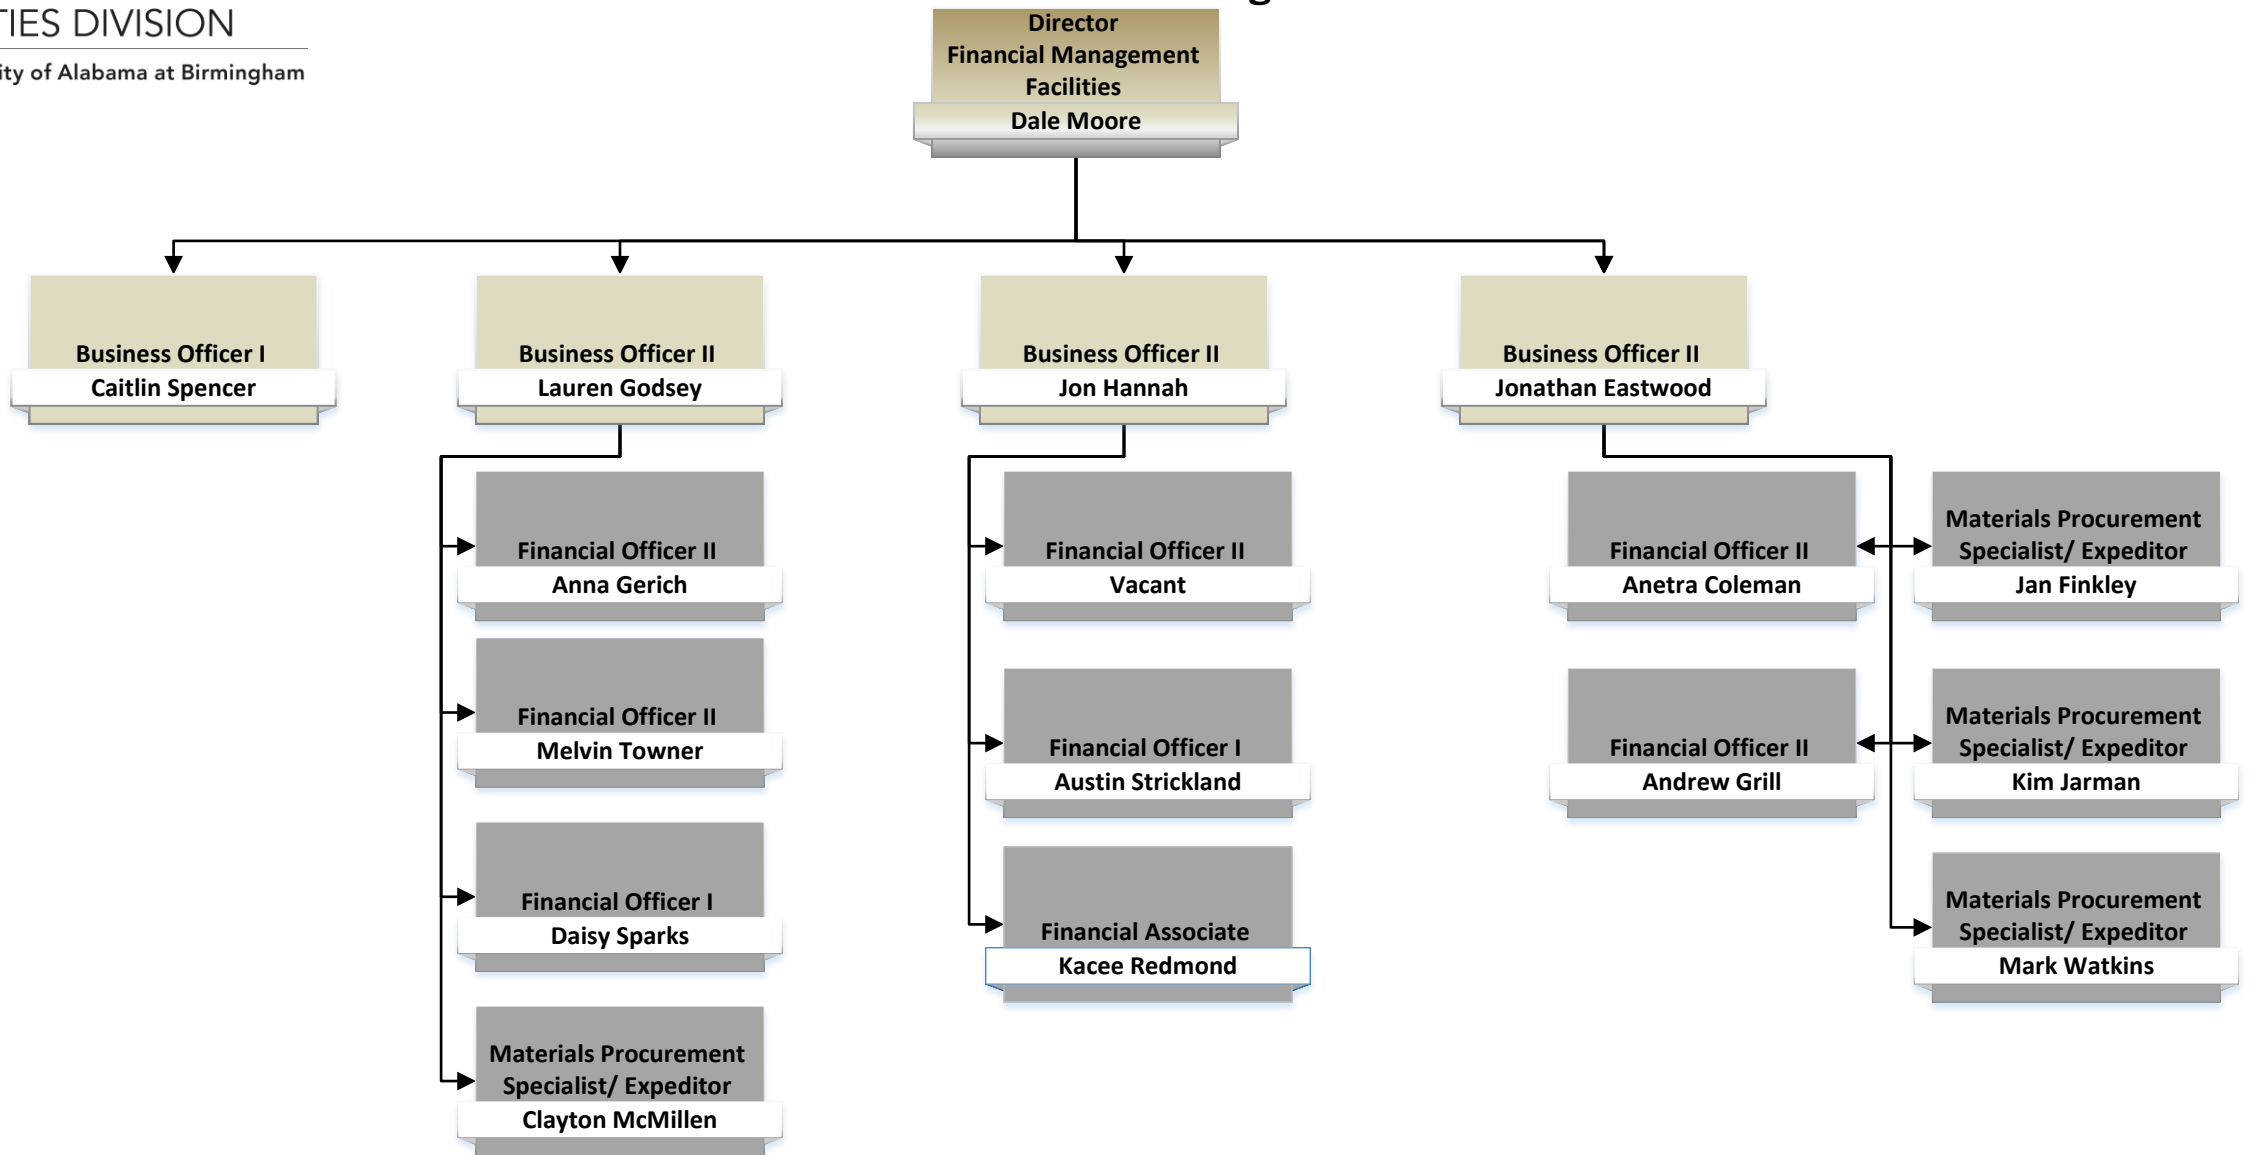 TIES DIVISION
ity of Alabama at Birmingham
g
Director
Financial Management
Facilities
Dale Moore
Business Officer I
Caitlin Spencer
Business Officer II
Lauren Godsey
Business Officer II
Jon Hannah
Business Officer II
Jonathan Eastwood
Financial Officer II
Anna Gerich
Financial Officer II
Melvin Towner
Financial Officer I
Daisy Sparks
Materials Procurement
Specialist/ Expeditor
Clayton McMillen
Financial Officer II
Vacant
Financial Officer I
Austin Strickland
Financial Associate
Kacee Redmond
Financial Officer II
Anetra Coleman
Financial Officer II
Andrew Grill
Materials Procurement
Specialist/ Expeditor
Jan Finkley
Materials Procurement
Specialist/ Expeditor
Kim Jarman
Materials Procurement
Specialist/ Expeditor
Mark Watkins